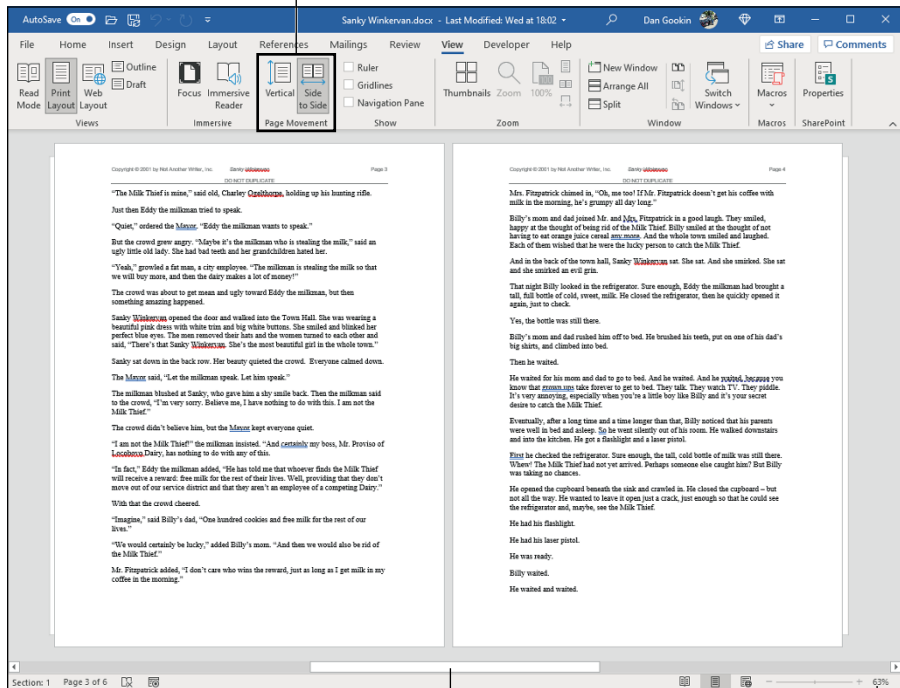 AutoSave On Sanky Winkervan.docx - Last Modified: Wed at 18:02 Dan Gookin
File Home Insert Design Layout References Mailings Review View Developer Help Share Comments
Read Mode
Print Layout
Web Layout
Outline
Draft
Views
Focus
Immersive Reader
Immersive
Vertical
Side to Side
Page Movement
Ruler
Gridlines
Navigation Pane
Show
Thumbnails
Zoom
100%
Zoom
New Window
Arrange All
Split
Switch Windows
Window
Macros
Macros
Properties
SharePoint
Copyright © 2001 by Not Another Writer, Inc. Sanky Winkervan Page 3
DO NOT DUPLICATE
“The Milk Thief is mine,” said old, Charley Ogelthorpe, holding up his hunting rifle.
Just then Eddy the milkman tried to speak.
“Quiet,” ordered the Mayor. “Eddy the milkman wants to speak.”
But the crowd grew angry. “Maybe it’s the milkman who is stealing the milk,” said an
ugly little old lady. She had bad teeth and her grandchildren hated her.
“Yeah,” growled a fat man, a city employee. “The milkman is stealing the milk so that
we will buy more, and then the dairy makes a lot of money!”
The crowd was about to get mean and ugly toward Eddy the milkman, but then
something amazing happened.
Sanky Winkervan opened the door and walked into the Town Hall. She was wearing a
beautiful pink dress with white trim and big white buttons. She smiled and blinked her
perfect blue eyes. The men removed their hats and the women turned to each other and
said, “There’s that Sanky Winkervan. She’s the most beautiful girl in the whole town.”
Sanky sat down in the back row. Her beauty quieted the crowd. Everyone calmed down.
The Mayor said, “Let the milkman speak. Let him speak.”
The milkman blushed at Sanky, who gave him a shy smile back. Then the milkman said
to the crowd, “I’m very sorry. Believe me, I have nothing to do with this. I am not the
Milk Thief.”
The crowd didn’t believe him, but the Mayor kept everyone quiet.
“I am not the Milk Thief!” the milkman insisted. “And certainly my boss, Mr. Proviso of
Locobovo Dairy, has nothing to do with any of this.
“In fact,” Eddy the milkman added, “He has told me that whoever finds the Milk Thief
will receive a reward: free milk for the rest of their lives. Well, providing that they don’t
move out of our service district and that they aren’t an employee of a competing Dairy.”
With that the crowd cheered.
“Imagine,” said Billy’s dad, “One hundred cookies and free milk for the rest of our
lives.”
“We would certainly be lucky,” added Billy’s mom. “And then we would also be rid of
the Milk Thief.”
Mr. Fitzpatrick added, “I don’t care who wins the reward, just as long as I get milk in my
coffee in the morning.”
Copyright © 2001 by Not Another Writer, Inc. Sanky Winkervan Page 4
DO NOT DUPLICATE
Mrs. Fitzpatrick chimed in, “Oh, me too! If Mr. Fitzpatrick doesn’t get his coffee with
milk in the morning, he’s grumpy all day long.”
Billy’s mom and dad joined Mr. and Mrs. Fitzpatrick in a good laugh. They smiled,
happy at the thought of being rid of the Milk Thief. Billy smiled at the thought of not
having to eat orange juice cereal any more. And the whole town smiled and laughed.
Each of them wished that he were the lucky person to catch the Milk Thief.
And in the back of the town hall, Sanky Winkervan sat. She sat. And she smirked. She sat
and she smirked an evil grin.
That night Billy looked in the refrigerator. Sure enough, Eddy the milkman had brought a
tall, full bottle of cold, sweet, milk. He closed the refrigerator, then he quickly opened it
again, just to check.
Yes, the bottle was still there.
Billy’s mom and dad rushed him off to bed. He brushed his teeth, put on one of his dad’s
big shirts, and climbed into bed.
Then he waited.
He waited for his mom and dad to go to bed. And he waited. And he waited, because you
know that grown ups take forever to get to bed. They talk. They watch TV. They piddle.
It’s very annoying, especially when you’re a little boy like Billy and it’s your secret
desire to catch the Milk Thief.
Eventually, after a long time and a time longer than that, Billy noticed that his parents
were well in bed and asleep. So he went silently out of his room. He walked downstairs
and into the kitchen. He got a flashlight and a laser pistol.
First he checked the refrigerator. Sure enough, the tall, cold bottle of milk was still there.
Whew! The Milk Thief had not yet arrived. Perhaps someone else caught him? But Billy
was taking no chances.
He opened the cupboard beneath the sink and crawled in. He closed the cupboard – but
not all the way. He wanted to leave it open just a crack, just enough so that he could see
the refrigerator and, maybe, see the Milk Thief.
He had his flashlight.
He had his laser pistol.
He was ready.
Billy waited.
He waited and waited.
Section: 1 Page 3 of 6 63%